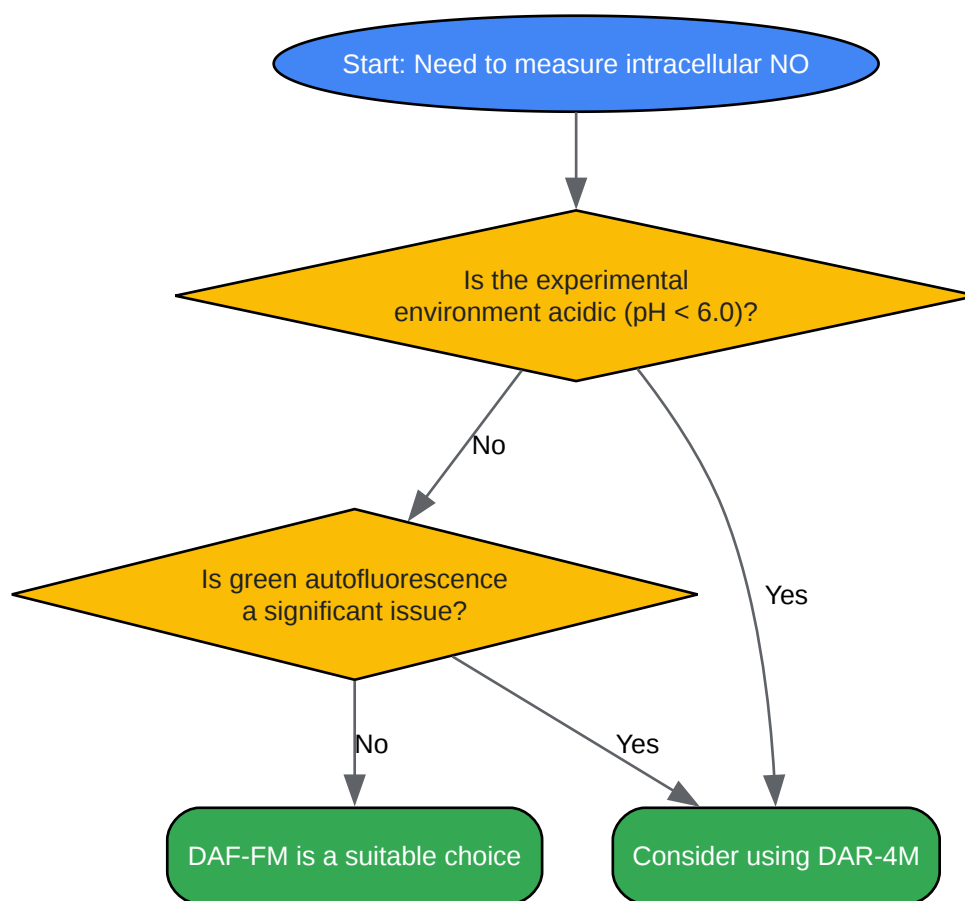 Start: Need to measure intracellular NO
Is the experimental
environment acidic (pH < 6.0)?
No
Is green autofluorescence
a significant issue?
Yes
No
Yes
DAF-FM is a suitable choice
Consider using DAR-4M